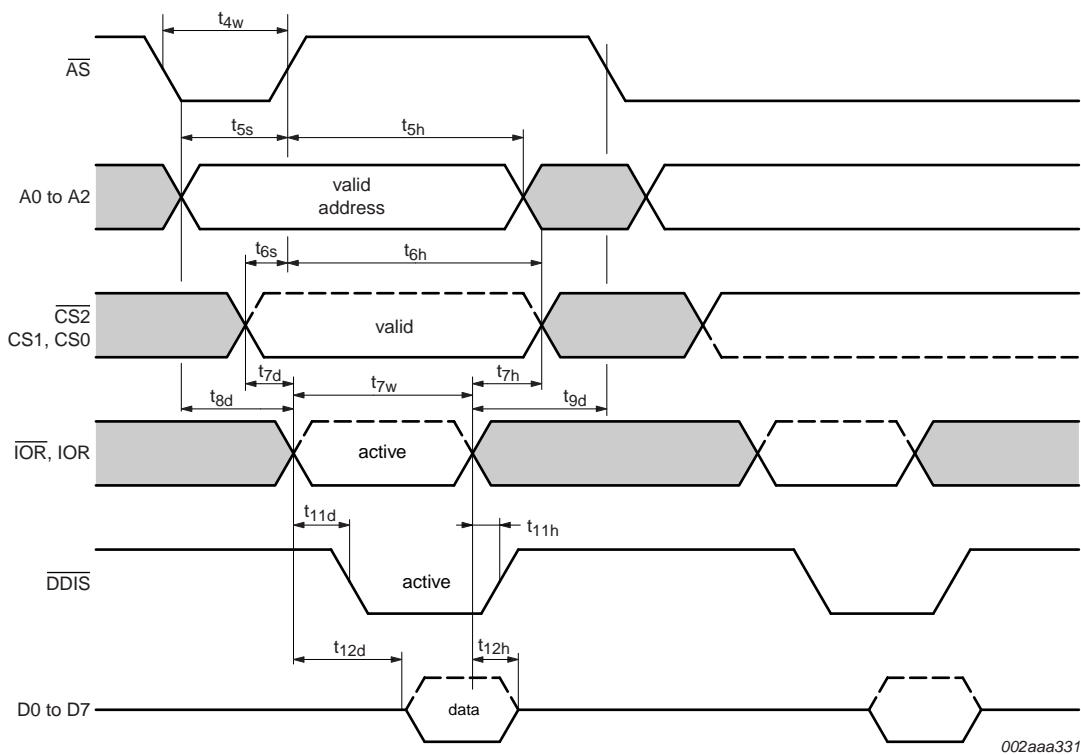 t4w
AS
t5s
t5h
A0 to A2
valid
address
t6s
t6h
CS2
CS1, CS0
valid
t7d
t7w
t7h
t8d
t9d
IOR, IOR
active
t11d
t11h
DDIS
active
t12d
t12h
D0 to D7
data
002aaa331